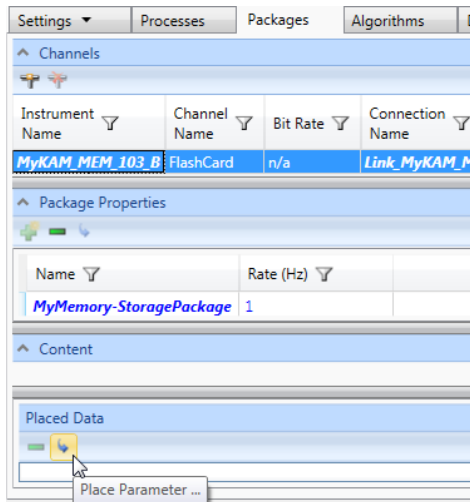 Settings Processes Packages Algorithms
Channels
Instrument Name Channel Name Bit Rate Connection Name
MyKAM_MEM_103_B FlashCard n/a Link_MyKAM_M
Package Properties
Name Rate (Hz)
MyMemory-StoragePackage 1
Content
Placed Data
Place Parameter ...